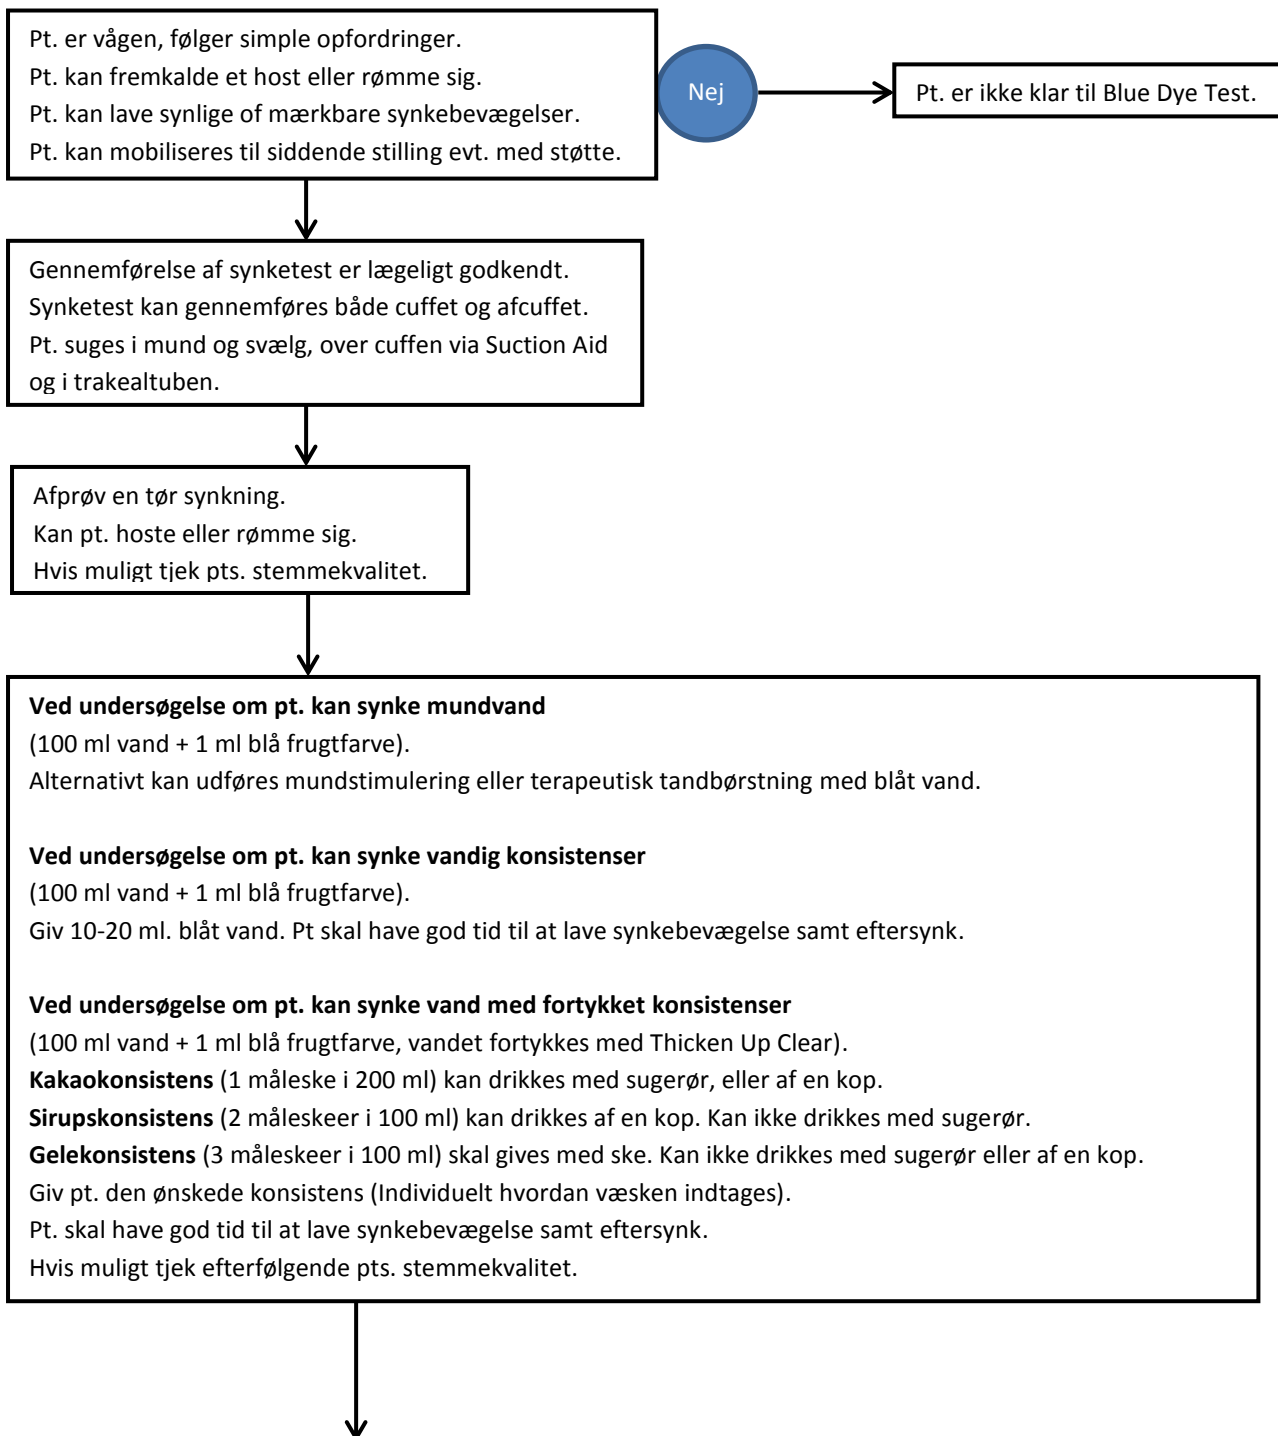 Pt. er vågen, følger simple opfordringer.
Pt. kan fremkalde et host eller rømme sig.
Pt. kan lave synlige of mærkbare synkebevægelser.
Pt. kan mobiliseres til siddende stilling evt. med støtte.
Nej
Pt. er ikke klar til Blue Dye Test.
Gennemførelse af synketest er lægeligt godkendt.
Synketest kan gennemføres både cuffet og afcuffet.
Pt. suges i mund og svælg, over cuffen via Suction Aid
og i trakealtuben.
Afprøv en tør synkning.
Kan pt. hoste eller rømme sig.
Hvis muligt tjek pts. stemmekvalitet.
Ved undersøgelse om pt. kan synke mundvand
(100 ml vand + 1 ml blå frugtfarve).
Alternativt kan udføres mundstimulering eller terapeutisk tandbørstning med blåt vand.
Ved undersøgelse om pt. kan synke vandig konsistenser
(100 ml vand + 1 ml blå frugtfarve).
Giv 10-20 ml. blåt vand. Pt skal have god tid til at lave synkebevægelse samt eftersynk.
Ved undersøgelse om pt. kan synke vand med fortykket konsistenser
(100 ml vand + 1 ml blå frugtfarve, vandet fortykkes med Thicken Up Clear).
Kakaokonsistens (1 måleske i 200 ml) kan drikkes med sugerør, eller af en kop.
Sirupskonsistens (2 måleskeer i 100 ml) kan drikkes af en kop. Kan ikke drikkes med sugerør.
Gelekonsistens (3 måleskeer i 100 ml) skal gives med ske. Kan ikke drikkes med sugerør eller af en kop.
Giv pt. den ønskede konsistens (Individuelt hvordan væsken indtages).
Pt. skal have god tid til at lave synkebevægelse samt eftersynk.
Hvis muligt tjek efterfølgende pts. stemmekvalitet.